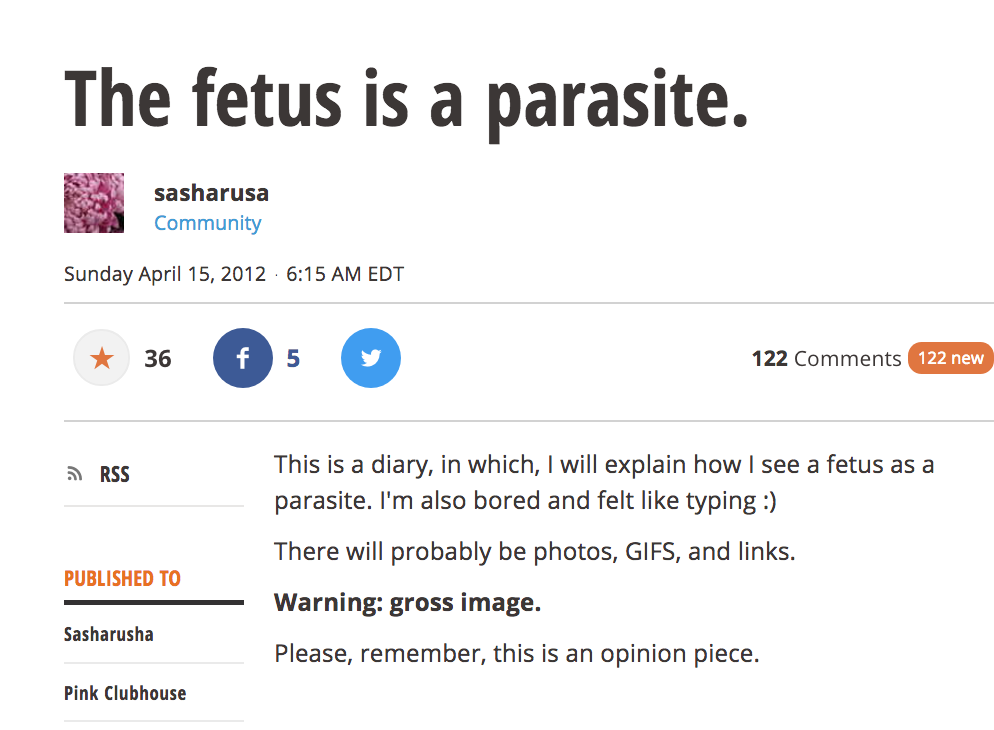 The fetus is a parasite.
sasharusa
Community
Sunday April 15, 2012 · 6:15 AM EDT
36
f
5
122 Comments 122 new
RSS
PUBLISHED TO
Sasharusha
Pink Clubhouse
This is a diary, in which, I will explain how I see a fetus as a
parasite. I'm also bored and felt like typing :)
There will probably be photos, GIFS, and links.
Warning: gross image.
Please, remember, this is an opinion piece.